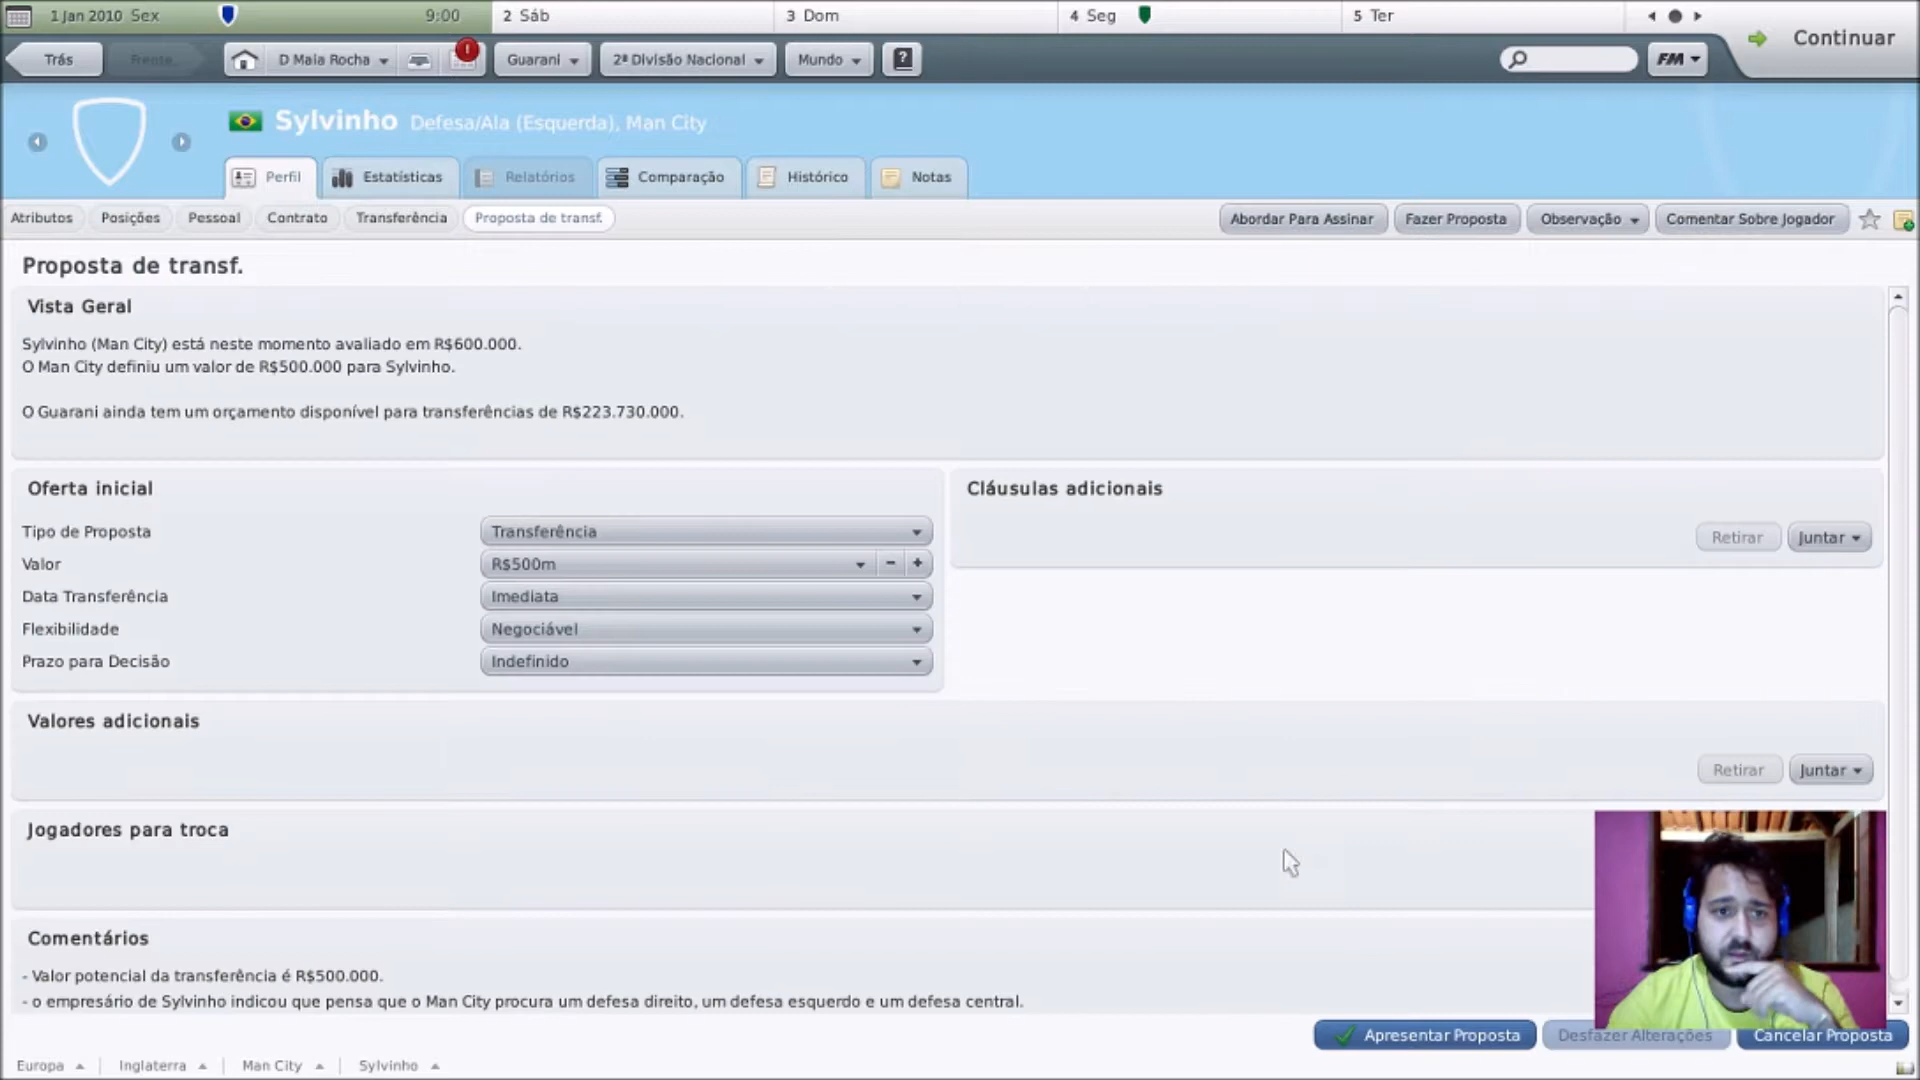 1 Jan 2010 Sex 9:00 2 Sáb 3 Dom 4 Seg 5 Ter
Continuar
Trás Frente D Maia Rocha Guarani 2ª Divisão Nacional Mundo ? FM
Sylvinho Defesa/Ala (Esquerda), Man City
Perfil Estatísticas Relatórios Comparação Histórico Notas
Atributos Posições Pessoal Contrato Transferência Proposta de transf. Abordar Para Assinar Fazer Proposta Observação Comentar Sobre Jogador
Proposta de transf.
Vista Geral
Sylvinho (Man City) está neste momento avaliado em R$600.000.
O Man City definiu um valor de R$500.000 para Sylvinho.
O Guarani ainda tem um orçamento disponível para transferências de R$223.730.000.
Oferta inicial
Tipo de Proposta Transferência
Valor R$500m - +
Data Transferência Imediata
Flexibilidade Negociável
Prazo para Decisão Indefinido
Cláusulas adicionais
Retirar Juntar
Valores adicionais
Retirar Juntar
Jogadores para troca
Comentários
- Valor potencial da transferência é R$500.000.
- o empresário de Sylvinho indicou que pensa que o Man City procura um defesa direito, um defesa esquerdo e um defesa central.
Apresentar Proposta Desfazer Alterações Cancelar Proposta
Europa Inglaterra Man City Sylvinho